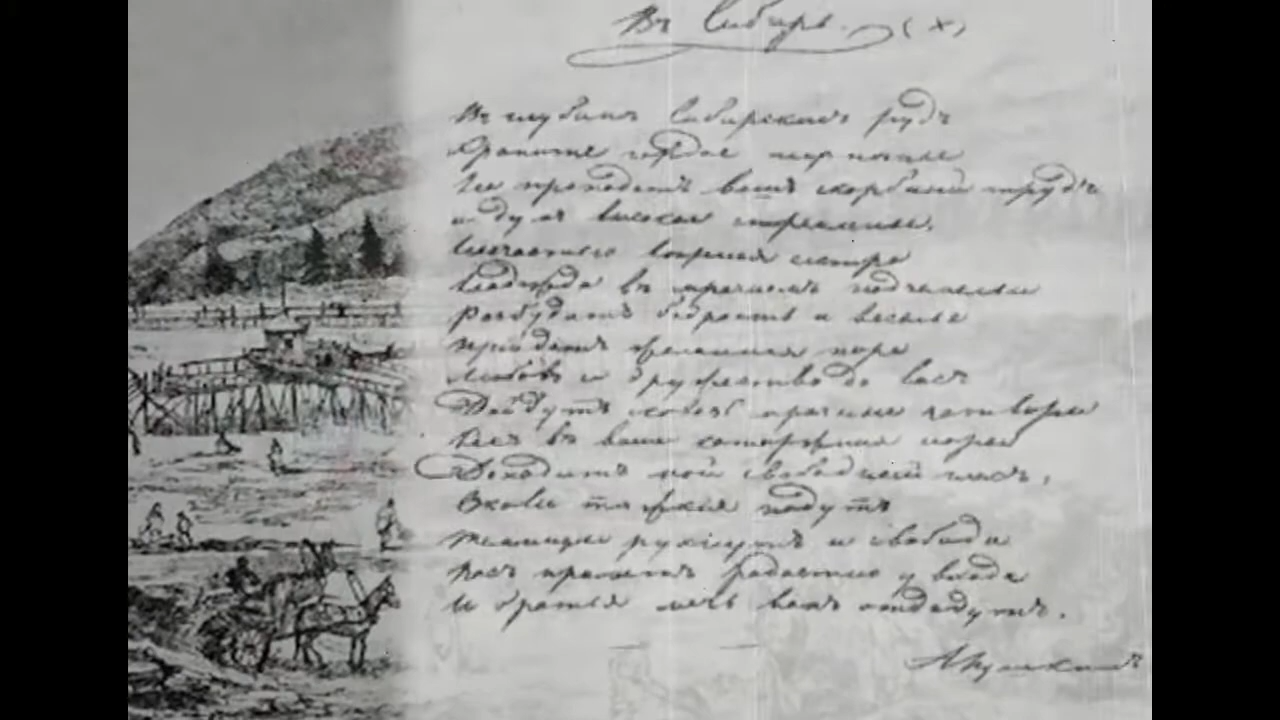 Въ Сибирь. (х)
Въ глубинѣ Сибирскихъ рудъ
Храните гордое терпѣнье
Не пропадетъ вашъ скорбный трудъ
и думъ высокое стремленье.
Несчастью вѣрная сестра
Надежда въ мрачномъ подземельи
Разбудитъ бодрость и веселье
придетъ желанная пора
Любовь и дружество до васъ
Дойдутъ сквозь мрачные затворы
Какъ въ ваши каторжныя норы
Доходитъ мой свободный гласъ,
Оковы тяжкія падутъ
Темницы рухнутъ и свобода
Васъ приметъ радостно у входа
И братья мечь вамъ отдадутъ.
А Пушкинъ